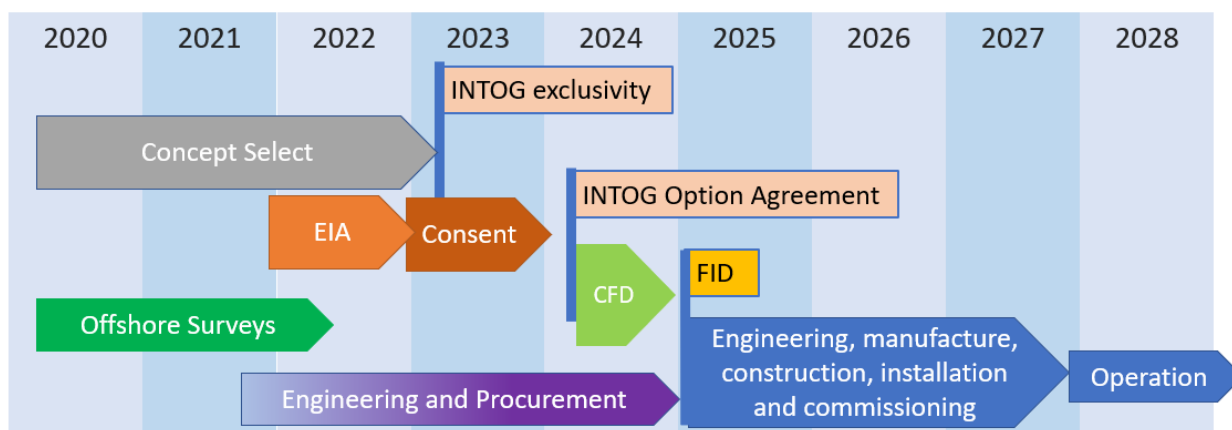 2020 2021 2022 2023 2024 2025 2026 2027 2028
INTOG exclusivity
Concept Select
INTOG Option Agreement
EIA
Consent
FID
CFD
Offshore Surveys
Engineering, manufacture,
construction, installation
and commissioning
Operation
Engineering and Procurement